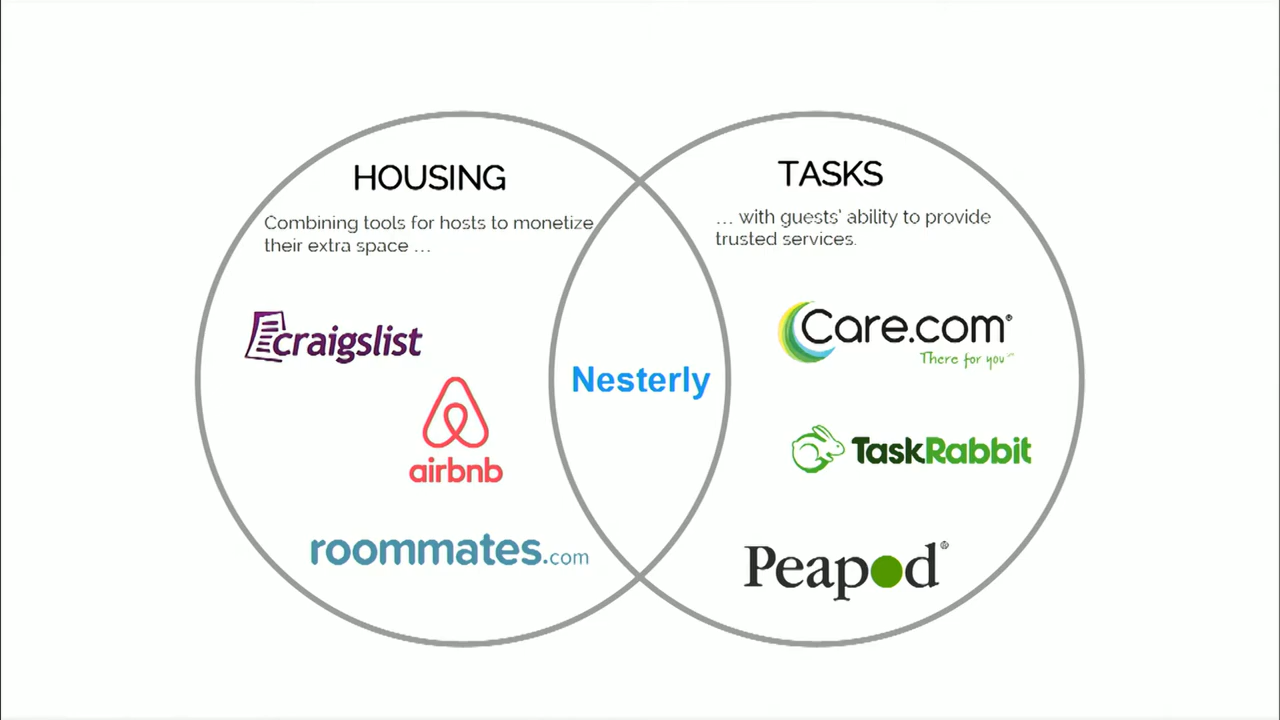 HOUSING
Combining tools for hosts to monetize
their extra space ...
craigslist
airbnb
roommates.com
Nesterly
TASKS
... with guests' ability to provide
trusted services.
Care.com®
There for you℠
TaskRabbit
Peapod®